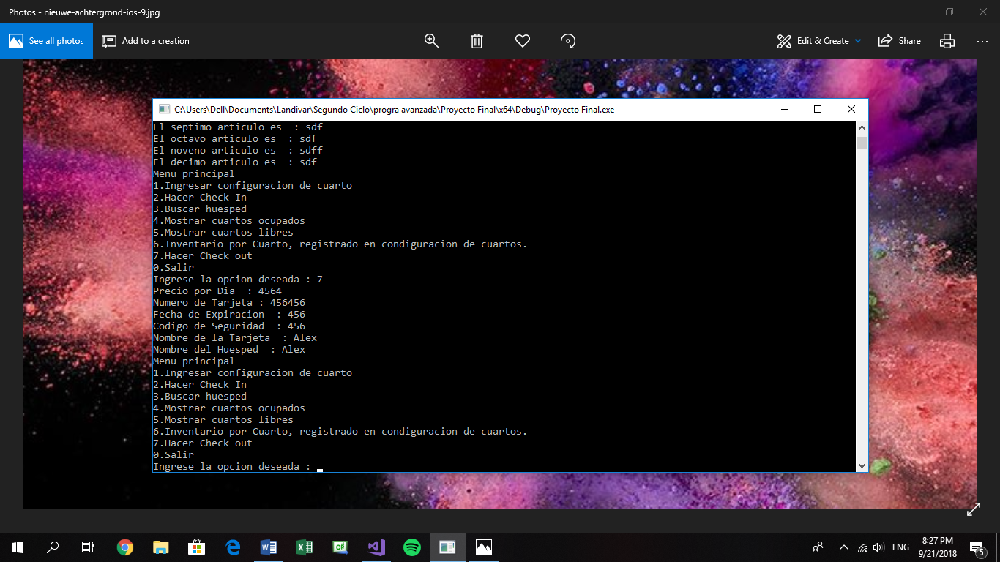 Photos - nieuwe-achtergrond-ios-9.jpg
See all photos
Add to a creation
Edit & Create
Share
C:\Users\Dell\Documents\Landivar\Segundo Ciclo\progra avanzada\Proyecto Final\x64\Debug\Proyecto Final.exe
El septimo articulo es  : sdf
El octavo articulo es  : sdf
El noveno articulo es  : sdff
El decimo articulo es  : sdf
Menu principal
1.Ingresar configuracion de cuarto
2.Hacer Check In
3.Buscar huesped
4.Mostrar cuartos ocupados
5.Mostrar cuartos libres
6.Inventario por Cuarto, registrado en condiguracion de cuartos.
7.Hacer Check out
0.Salir
Ingrese la opcion deseada : 7
Precio por Dia  : 4564
Numero de Tarjeta : 456456
Fecha de Expiracion  : 456
Codigo de Seguridad  : 456
Nombre de la Tarjeta  : Alex
Nombre del Huesped  : Alex
Menu principal
1.Ingresar configuracion de cuarto
2.Hacer Check In
3.Buscar huesped
4.Mostrar cuartos ocupados
5.Mostrar cuartos libres
6.Inventario por Cuarto, registrado en condiguracion de cuartos.
7.Hacer Check out
0.Salir
Ingrese la opcion deseada :
ENG
8:27 PM
9/21/2018
5